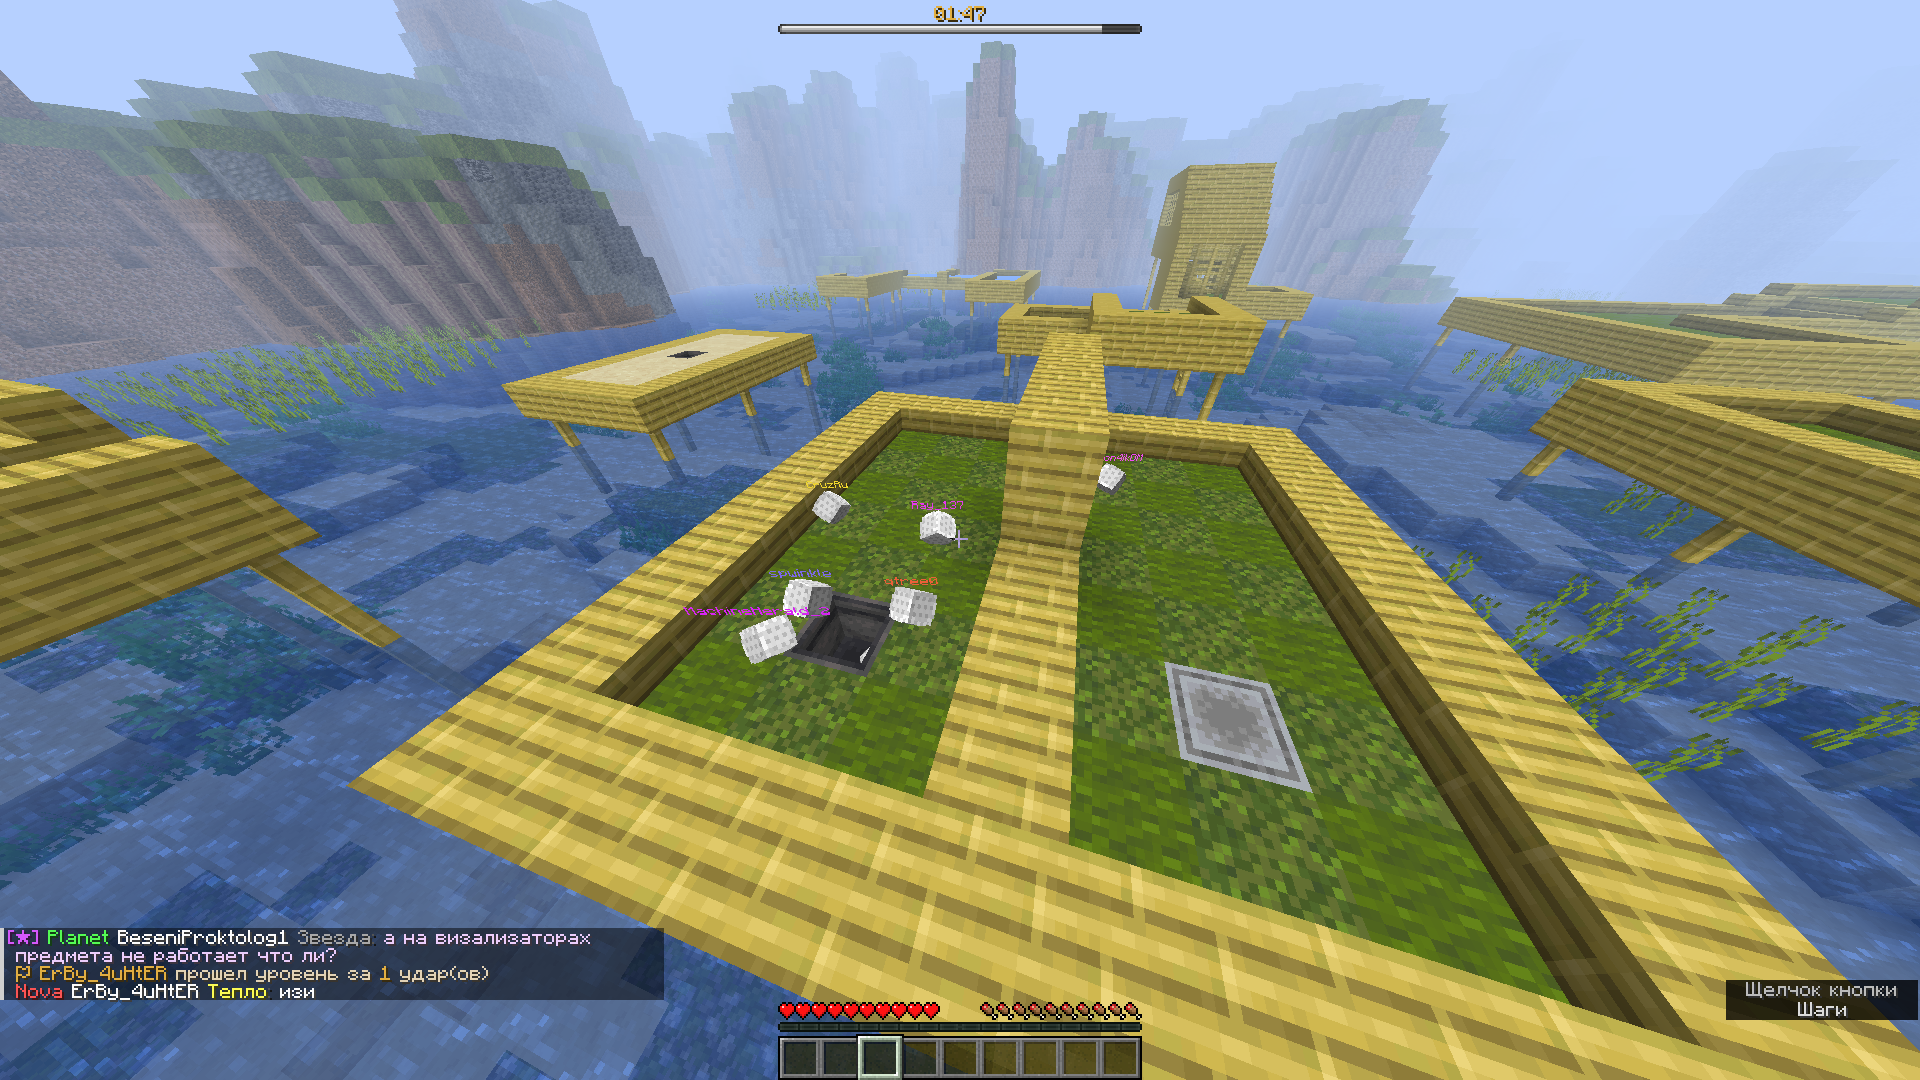 01:47
spuinkta
[★] Planet BeseniProktolog1 Звезда: а на визализаторах
предмета не работает что ли?
ErBy_4uHtER прошел уровень за 1 удар(ов)
Nova ErBy_4uHtER Тепло: изи
Щелчок кнопки
Шаги